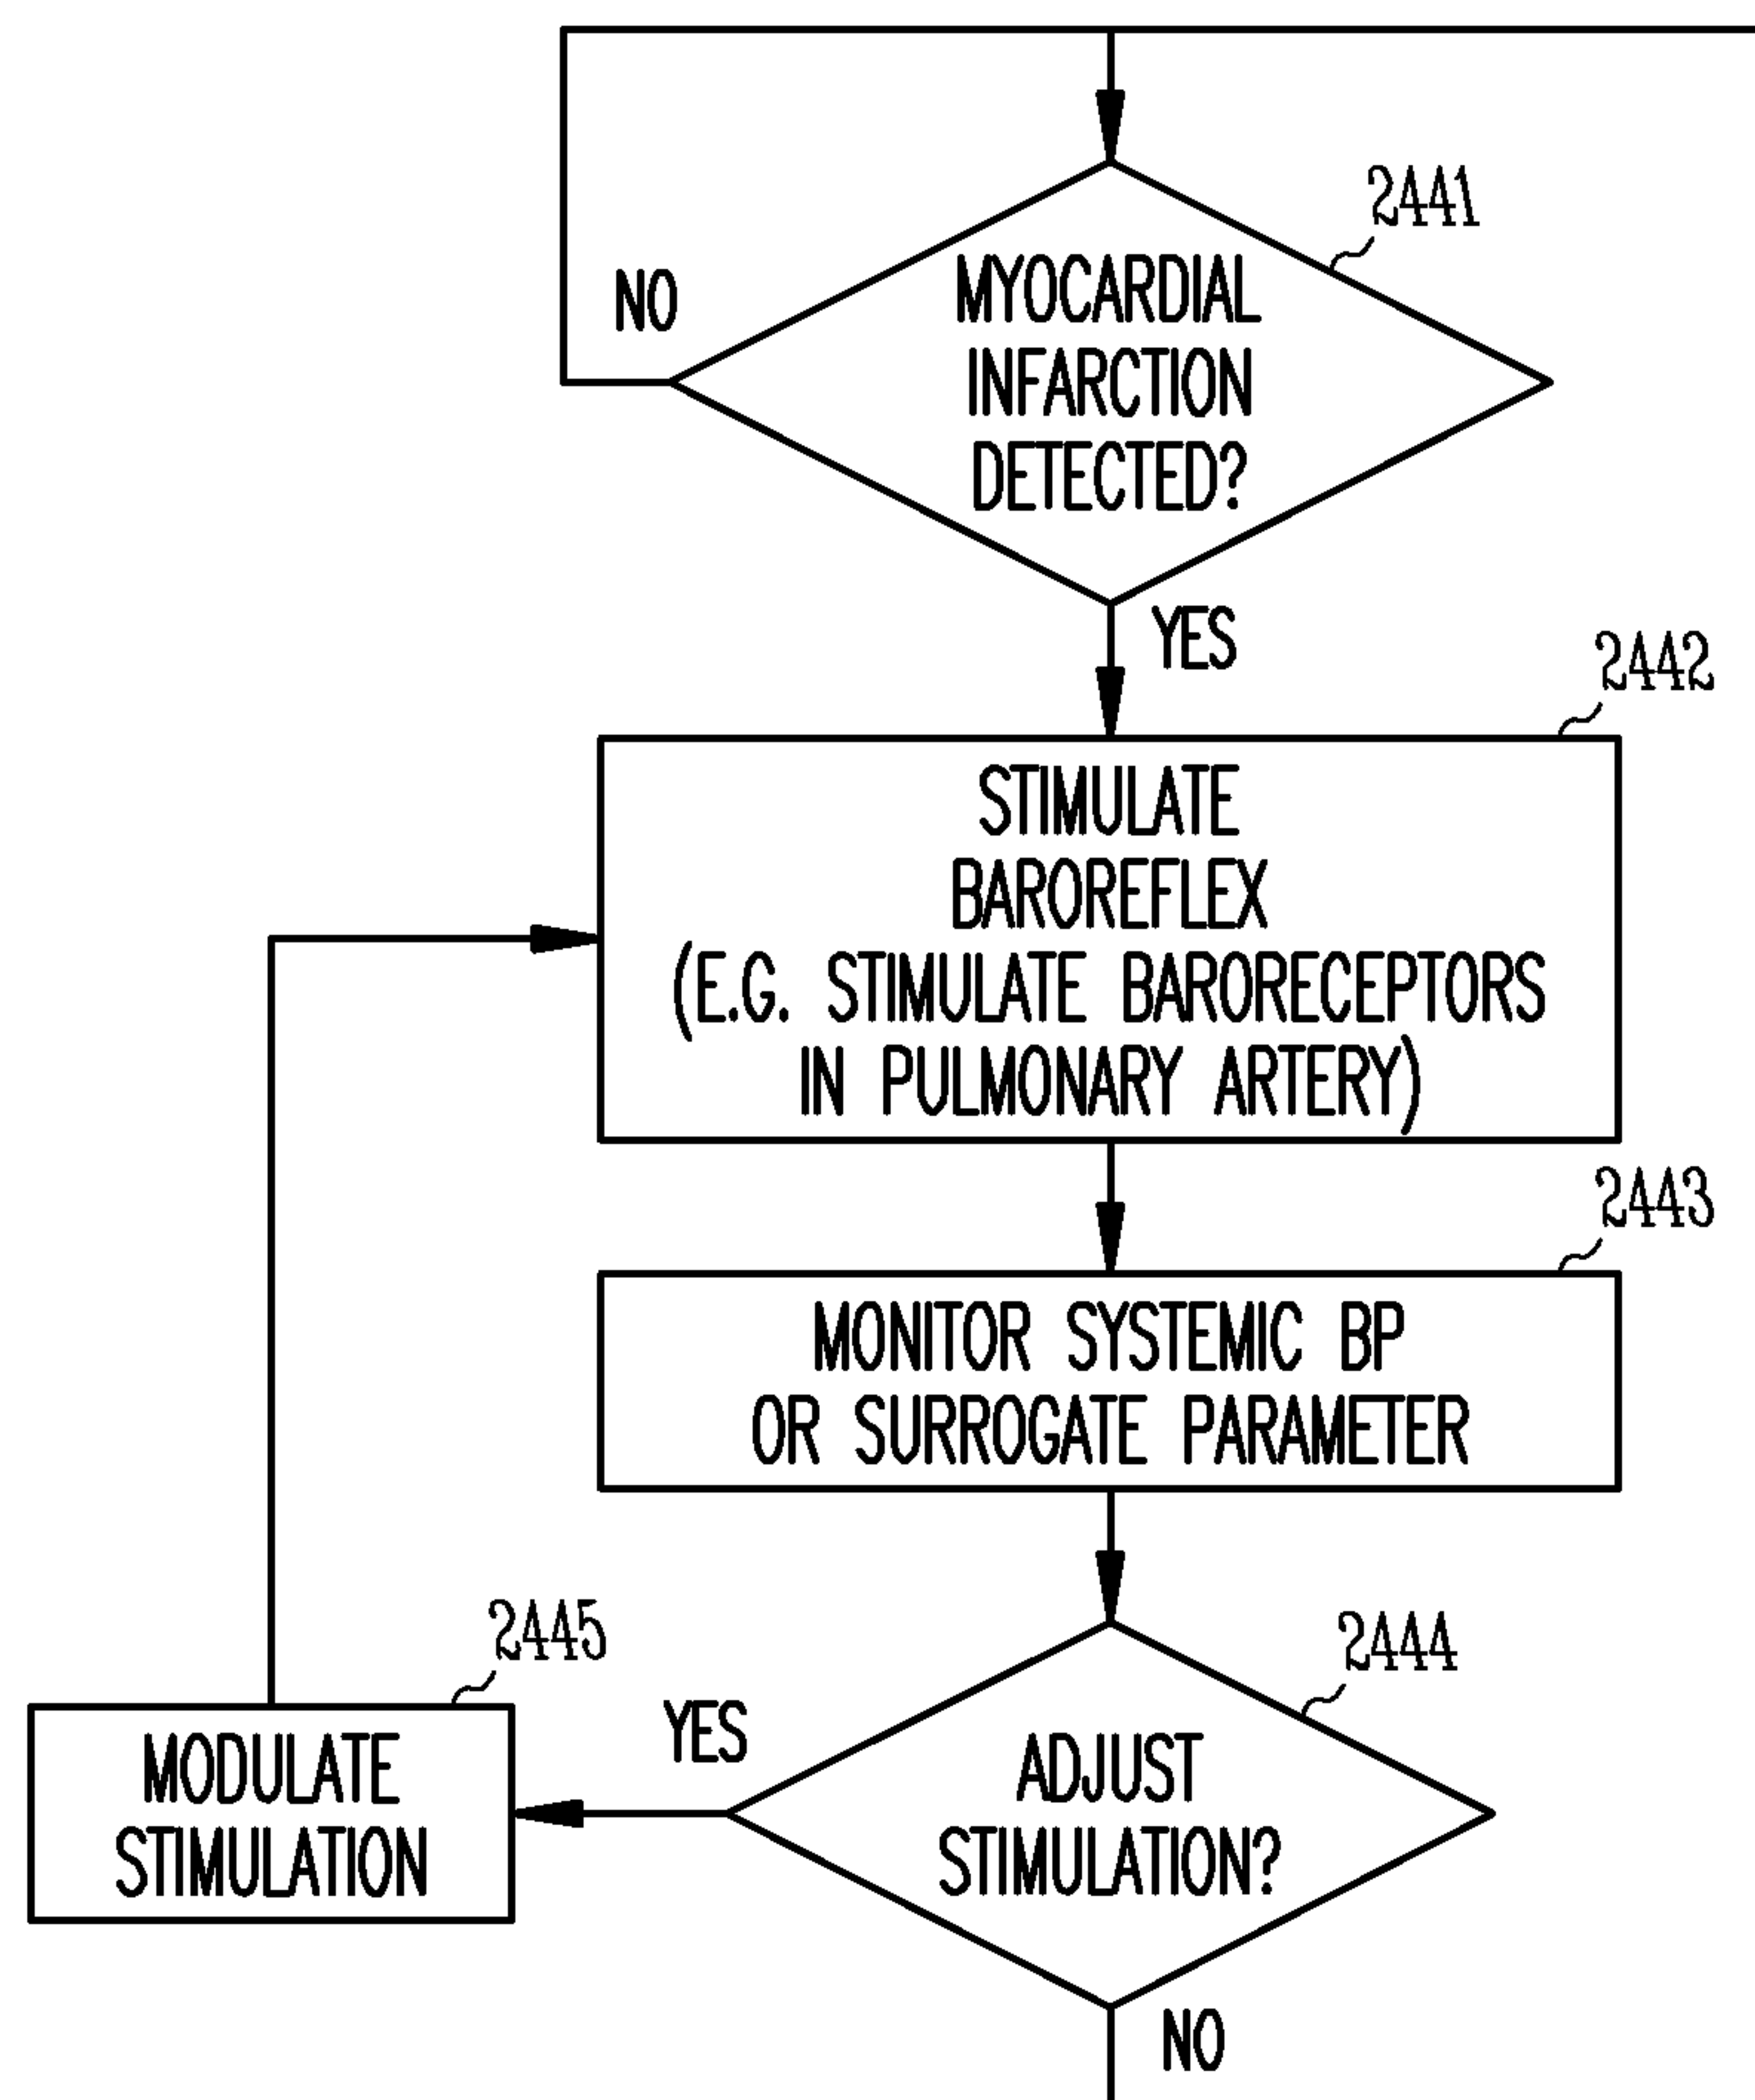 2441
NO
MYOCARDIAL
INFARCTION
DETECTED?
YES
2442
STIMULATE
BAROREFLEX
(E.G. STIMULATE BARORECEPTORS
IN PULMONARY ARTERY)
2443
MONITOR SYSTEMIC BP
OR SURROGATE PARAMETER
2445
2444
YES
MODULATE
STIMULATION
ADJUST
STIMULATION?
NO